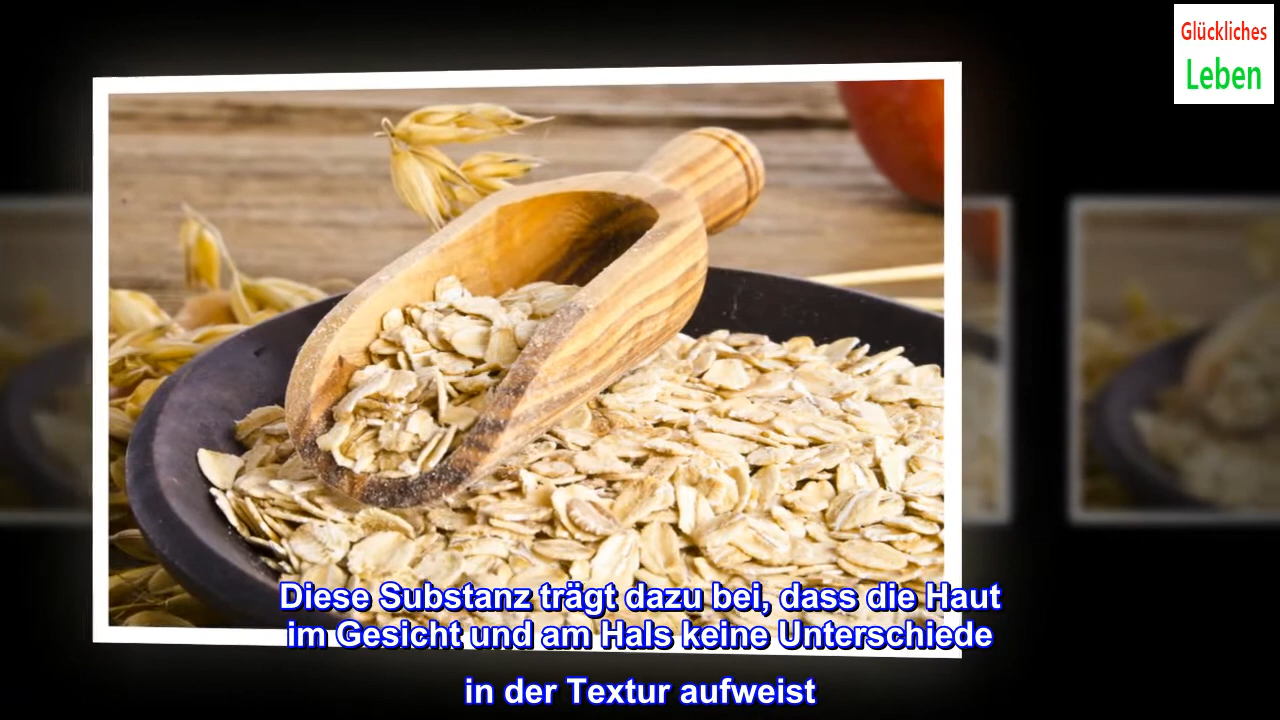 Glückliches
Leben
Diese Substanz trägt dazu bei, dass die Haut
im Gesicht und am Hals keine Unterschiede
in der Textur aufweist